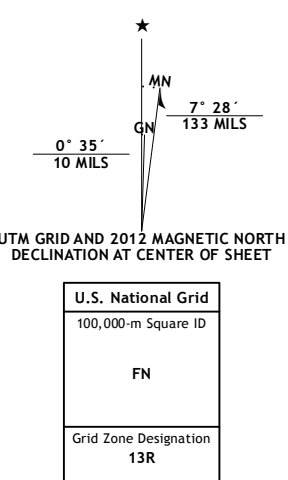 ★
MN
7° 28´
133 MILS
GN
0° 35´
10 MILS
UTM GRID AND 2012 MAGNETIC NORTH
DECLINATION AT CENTER OF SHEET
U.S. National Grid
100,000-m Square ID
FN
Grid Zone Designation
13R